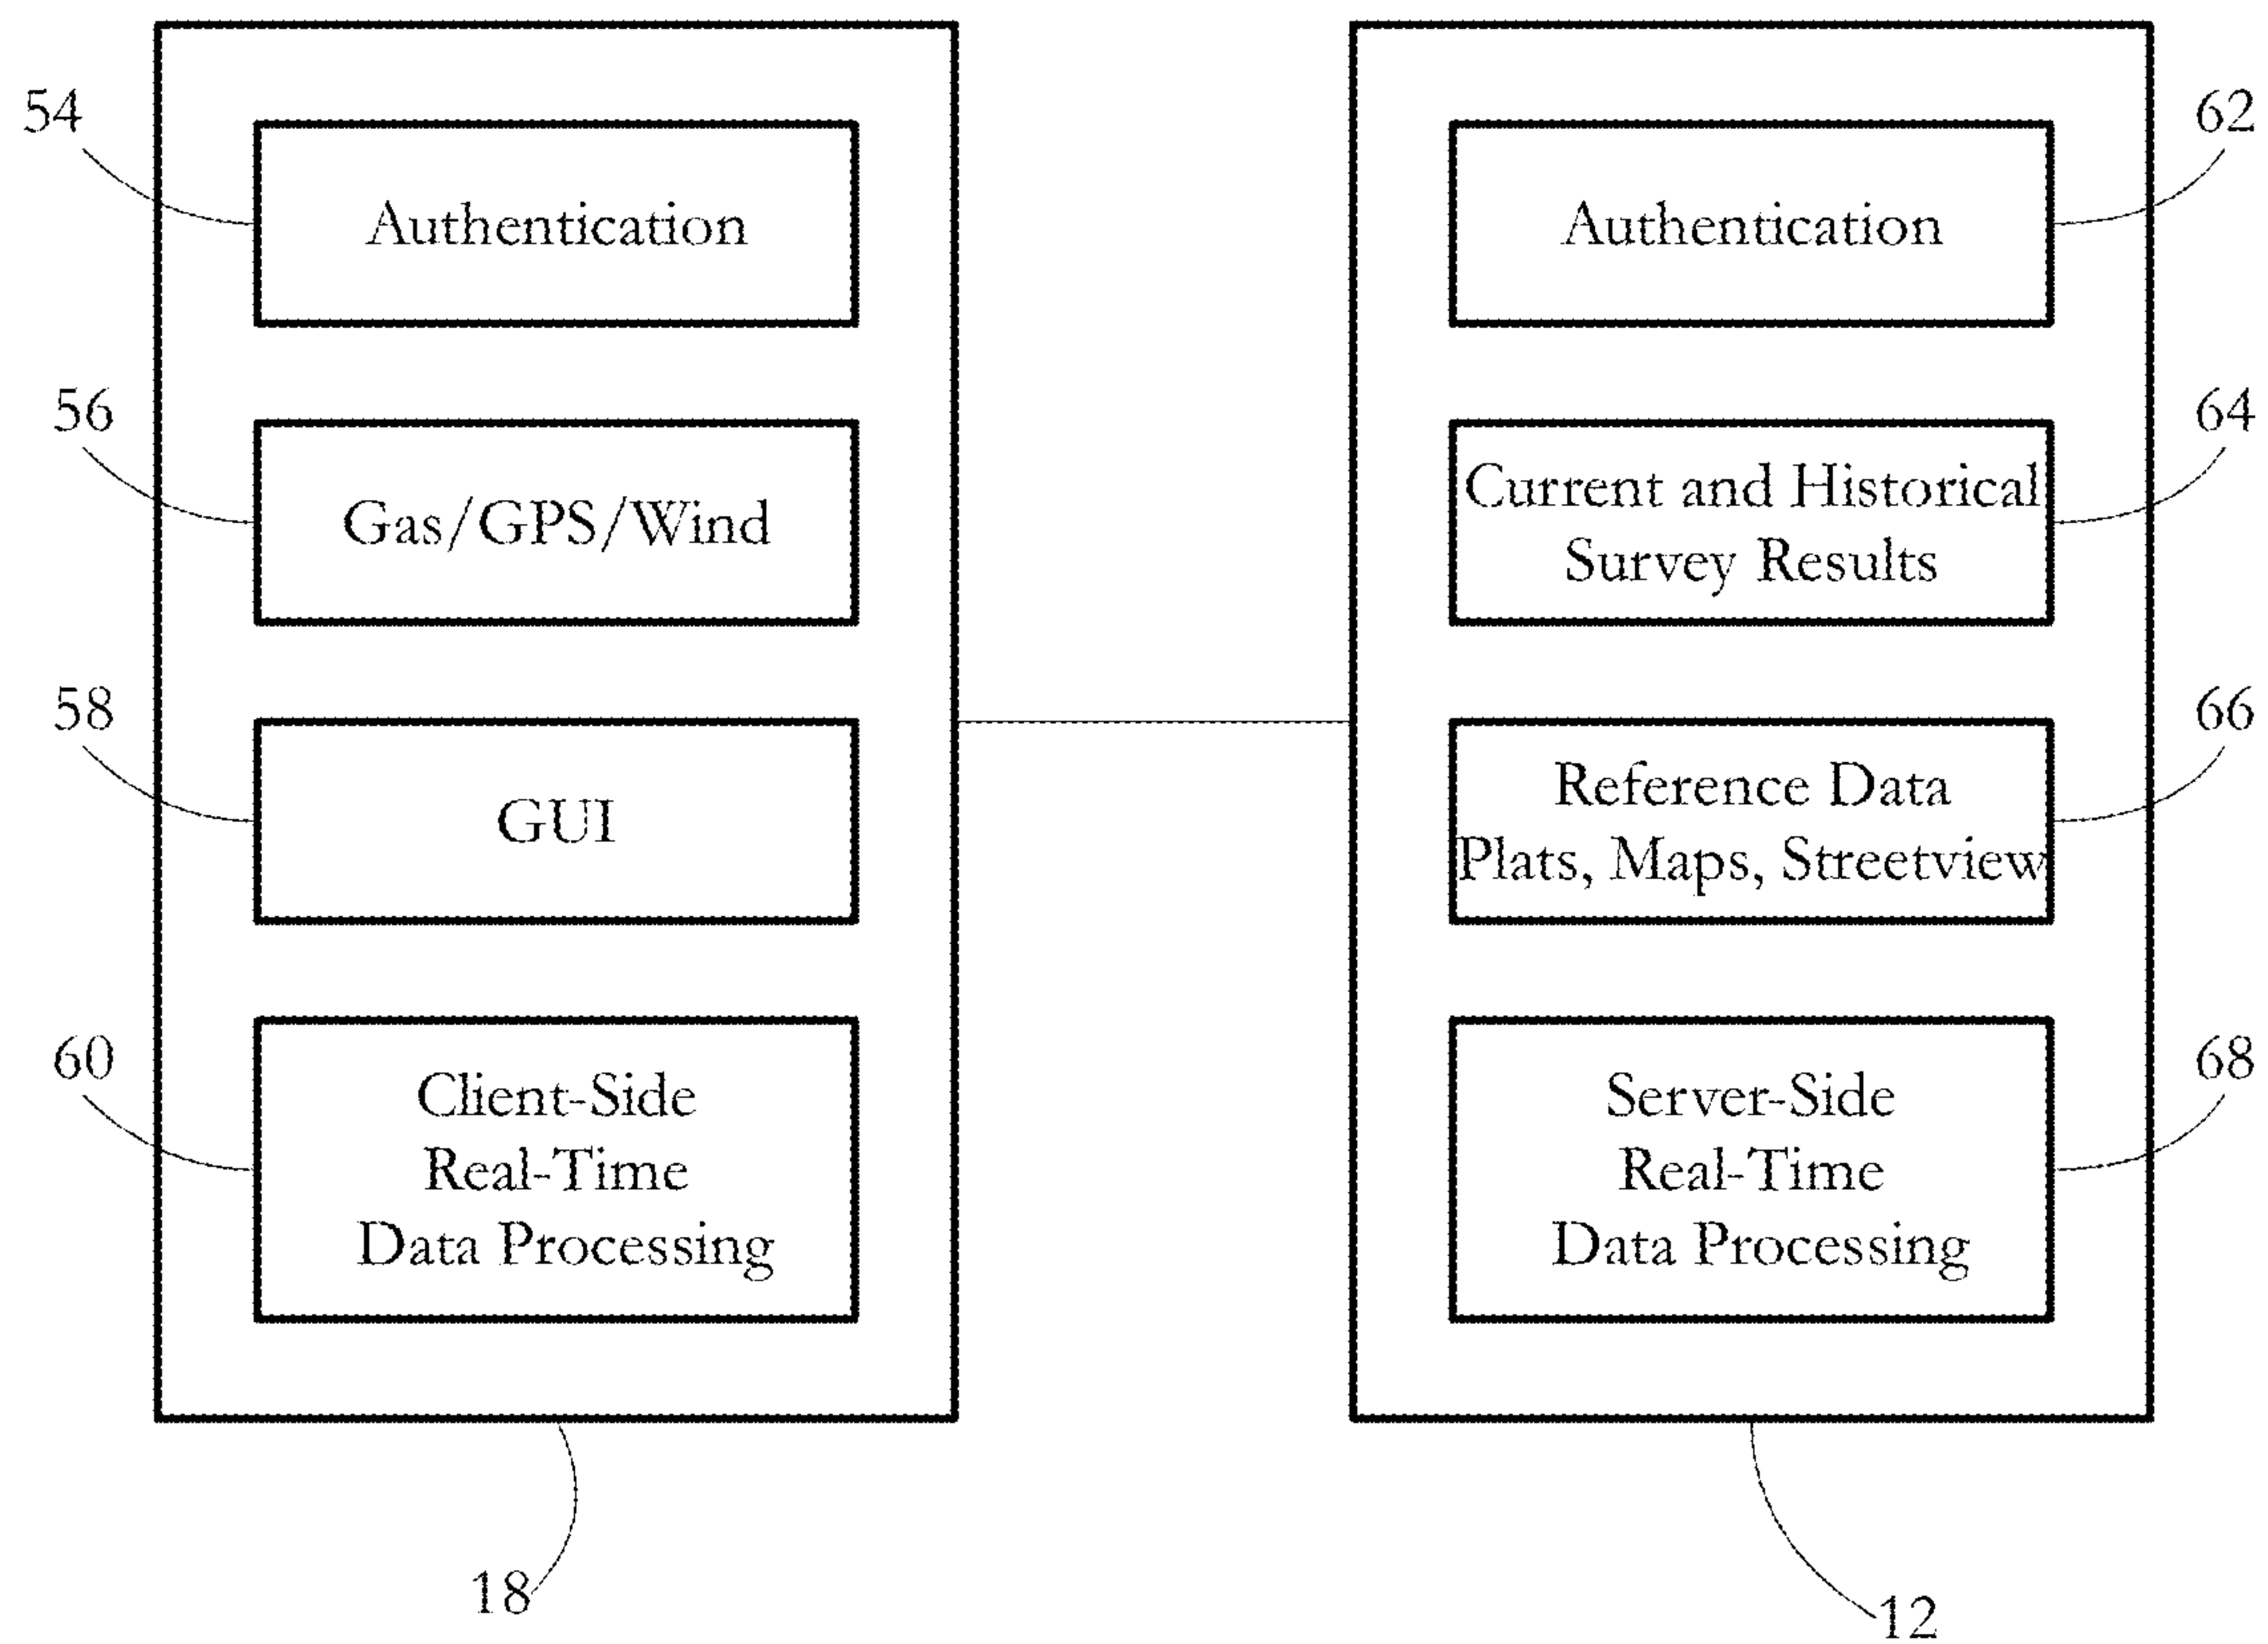 54
Authentication
56
Gas/GPS/Wind
58
GUI
60
Client-Side
Real-Time
Data Processing
18
62
Authentication
64
Current and Historical
Survey Results
66
Reference Data
Plats, Maps, Streetview
68
Server-Side
Real-Time
Data Processing
12